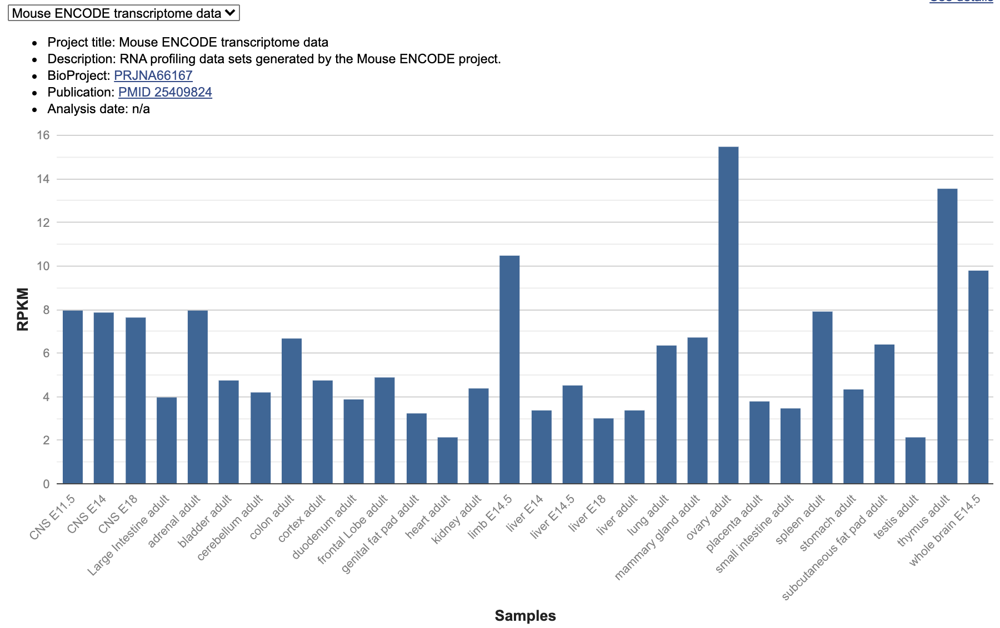 See details
Mouse ENCODE transcriptome data
Project title: Mouse ENCODE transcriptome data
Description: RNA profiling data sets generated by the Mouse ENCODE project.
BioProject: PRJNA66167
Publication: PMID 25409824
Analysis date: n/a
16
14
12
10
8
6
4
2
0
RPKM
CNS E11.5
CNS E14
CNS E18
Large Intestine adult
adrenal adult
bladder adult
cerebellum adult
colon adult
cortex adult
duodenum adult
frontal Lobe adult
genital fat pad adult
heart adult
kidney adult
limb E14.5
liver E14
liver E14.5
liver E18
liver adult
lung adult
mammary gland adult
ovary adult
placenta adult
small intestine adult
spleen adult
stomach adult
subcutaneous fat pad adult
testis adult
thymus adult
whole brain E14.5
Samples